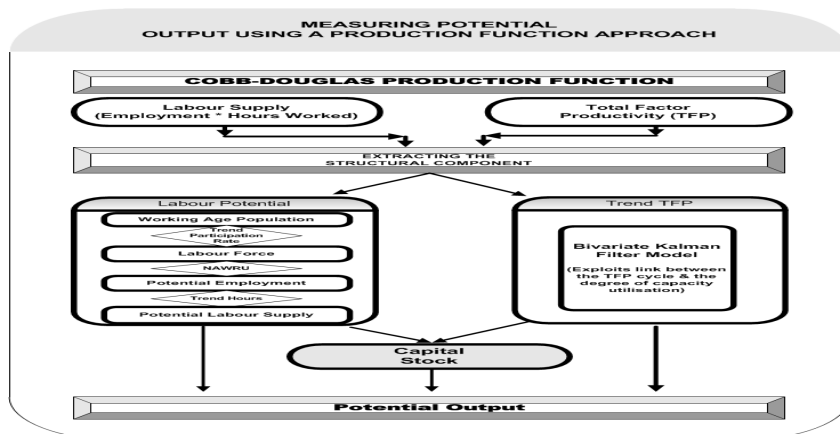 MEASURING POTENTIAL
OUTPUT USING A PRODUCTION FUNCTION APPROACH
COBB-DOUGLAS PRODUCTION FUNCTION
Labour Supply
(Employment * Hours Worked)
Total Factor
Productivity (TFP)
EXTRACTING THE
STRUCTURAL COMPONENT
Labour Potential
Working Age Population
Trend
Participation
Rate
Labour Force
NAWRU
Potential Employment
Trend Hours
Potential Labour Supply
Trend TFP
Bivariate Kalman
Filter Model
(Exploits link between
the TFP cycle & the
degree of capacity
utilisation)
Capital
Stock
Potential Output